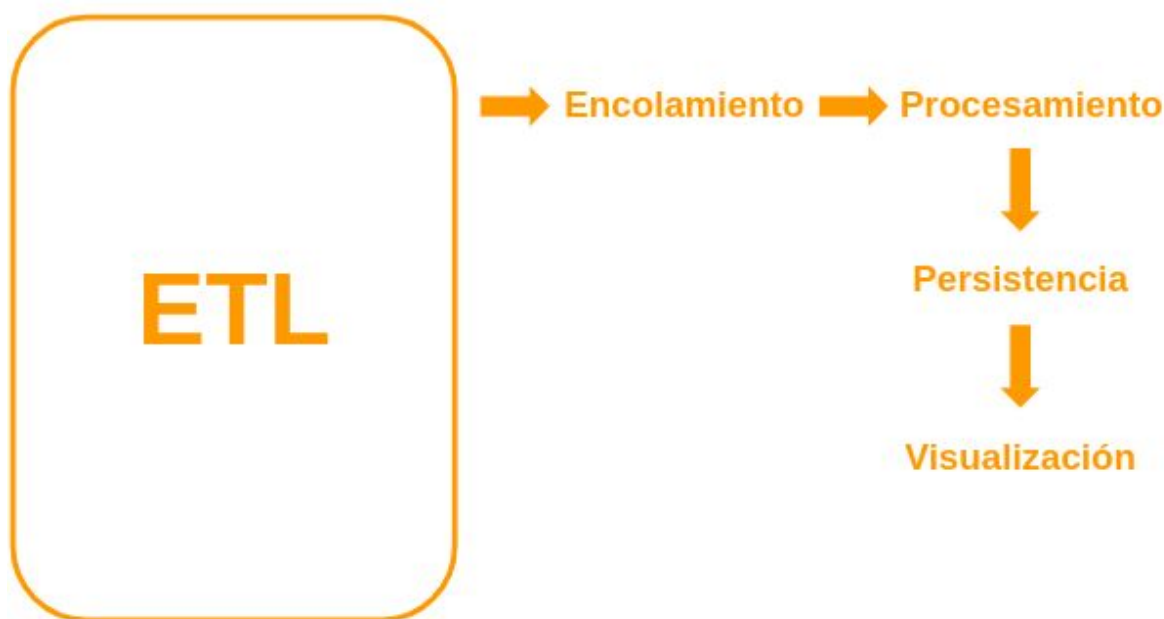 ETL
Encolamiento
Procesamiento
Persistencia
Visualización